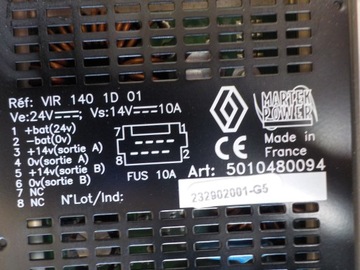 Réf: VIR 140 1D 01
Ve:24V⎓; Vs:14V⎓10A
1 +bat(24v)
2 -bat(0v)
3 +14v(sortie A)
4 0v(sortie A)
5 +14v(sortie B)
6 0v(sortie B)
7 NC
8 NC
7 1
8 2
FUS 10A
N°Lot/Ind:
MARTEK
POWER
Made in
France
CE
Art: 5010480094
232902001-G5